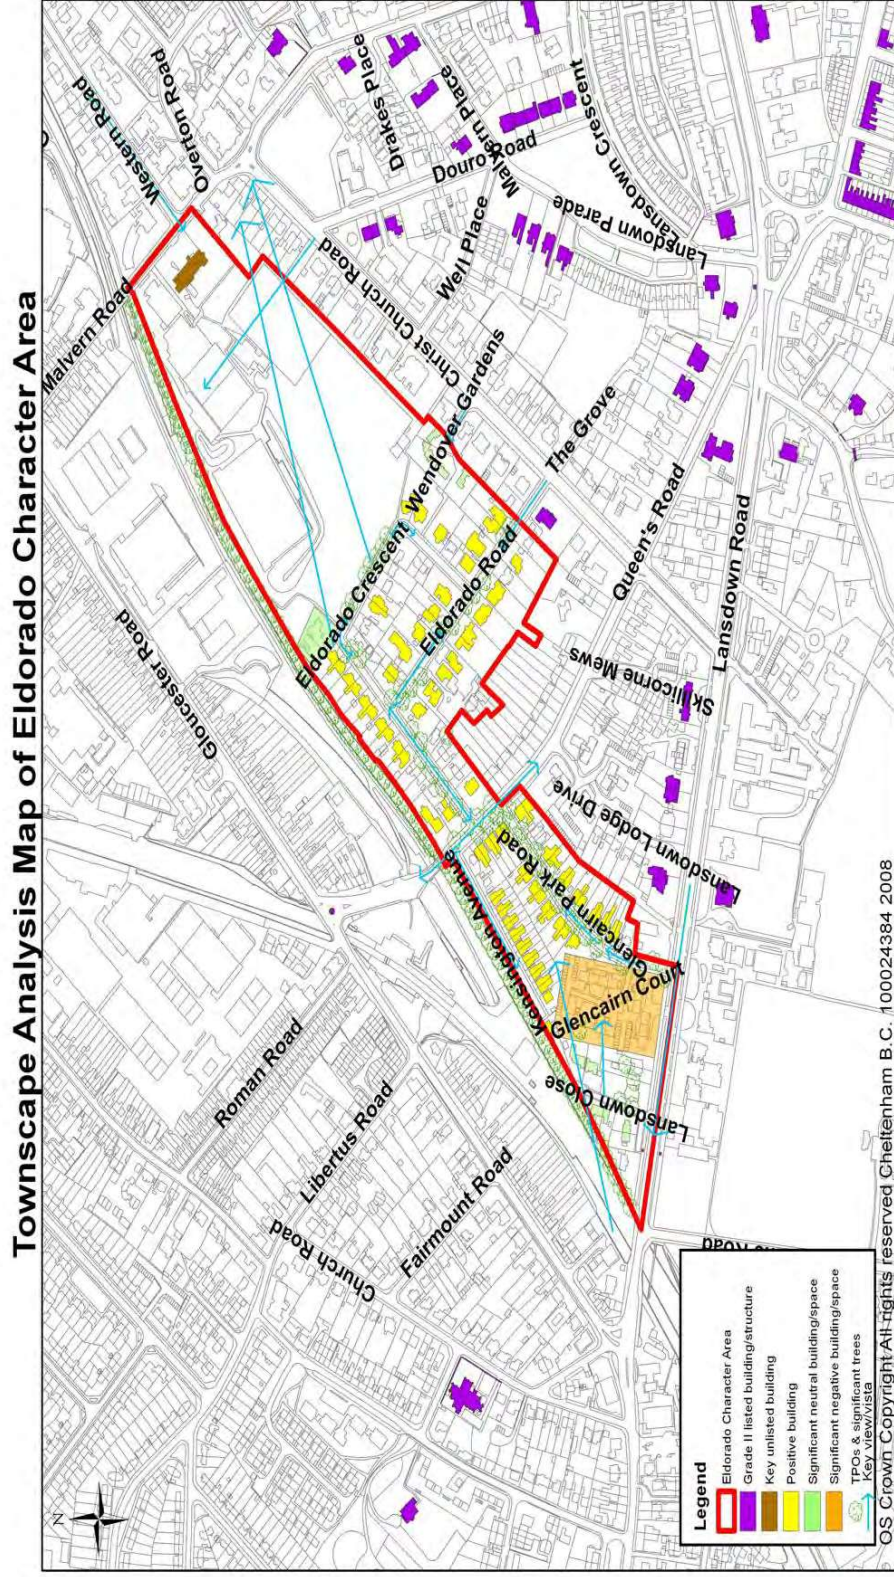 Townscape Analysis Map of Eldorado Character Area
N
Western Road
Overton Road
Malvern Road
Drakes Place
Malvern Place
Douro Road
Lansdown Crescent
Lansdown Parade
Well Place
Christ Church Road
Wendover Gardens
The Grove
Gloucester Road
Eldorado Crescent
Eldorado Road
Queen's Road
Lansdown Road
Skillicorne Mews
Lansdown Lodge Drive
Kensington Avenue
Glencairn Park Road
Glencairn Court
Lansdown Close
Roman Road
Libertus Road
Fairmount Road
Church Road
Road
Legend
Eldorado Character Area
Grade II listed building/structure
Key unlisted building
Positive building
Significant neutral building/space
Significant negative building/space
TPOs & significant trees
Key view/vista
OS Crown Copyright All rights reserved Cheltenham B.C. 100024384 2008